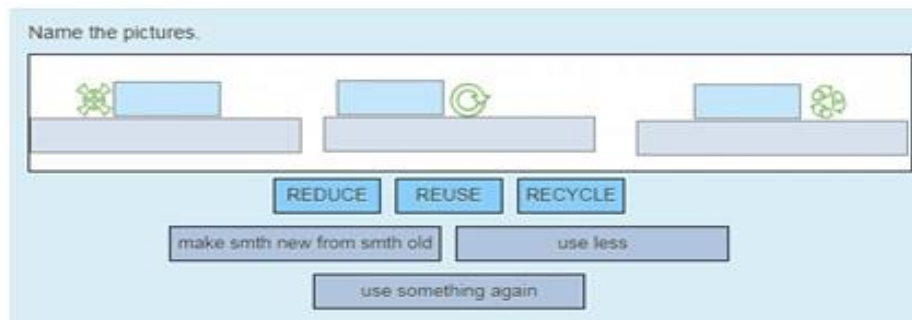 Name the pictures.
REDUCE REUSE RECYCLE
make smth new from smth old use less
use something again